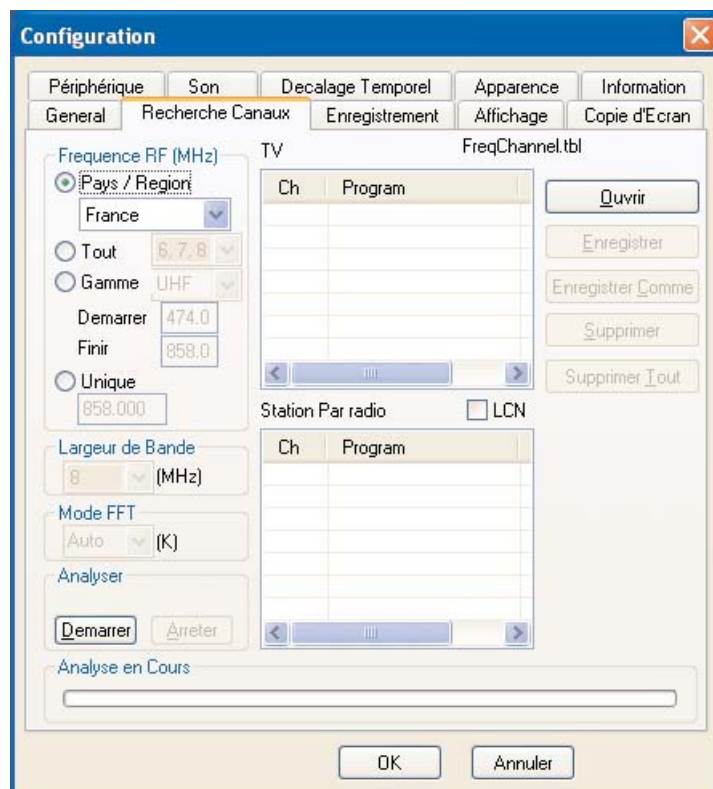 Configuration
Périphérique Son Decalage Temporel Apparence Information
General Recherche Canaux Enregistrement Affichage Copie d'Ecran
Frequence RF (MHz)
Pays / Region
France
Tout 6, 7, 8
Gamme UHF
Demarrer 474.0
Finir 858.0
Unique
858.000
Largeur de Bande
8 (MHz)
Mode FFT
Auto (K)
Analyser
Demarrer Arreter
TV FreqChannel.tbl
Ch Program
Station Par radio LCN
Ch Program
Ouvrir
Enregistrer
Enregistrer Comme
Supprimer
Supprimer Tout
Analyse en Cours
OK Annuler